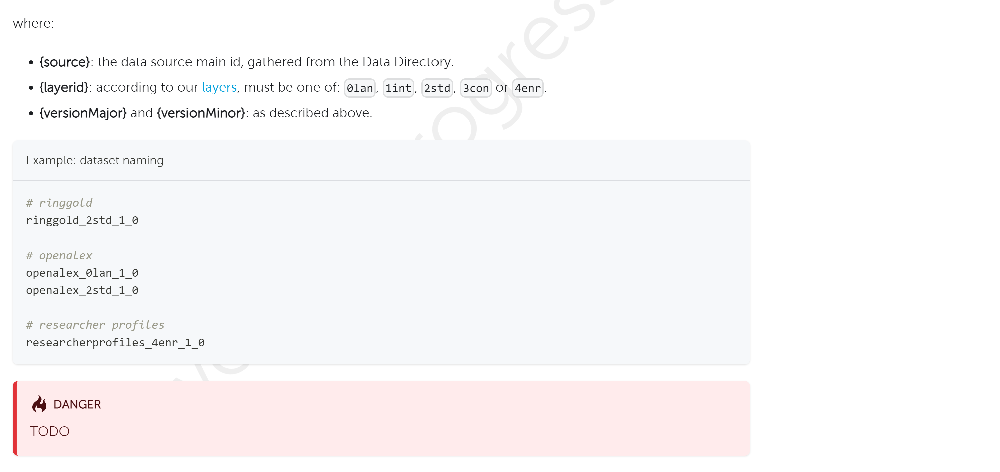 where:
{source}: the data source main id, gathered from the Data Directory.
{layerid}: according to our layers, must be one of: 0lan, 1int, 2std, 3con or 4enr.
{versionMajor} and {versionMinor}: as described above.
Example: dataset naming
# ringgold
ringgold_2std_1_0
# openalex
openalex_0lan_1_0
openalex_2std_1_0
# researcher profiles
researcherprofiles_4enr_1_0
DANGER
TODO